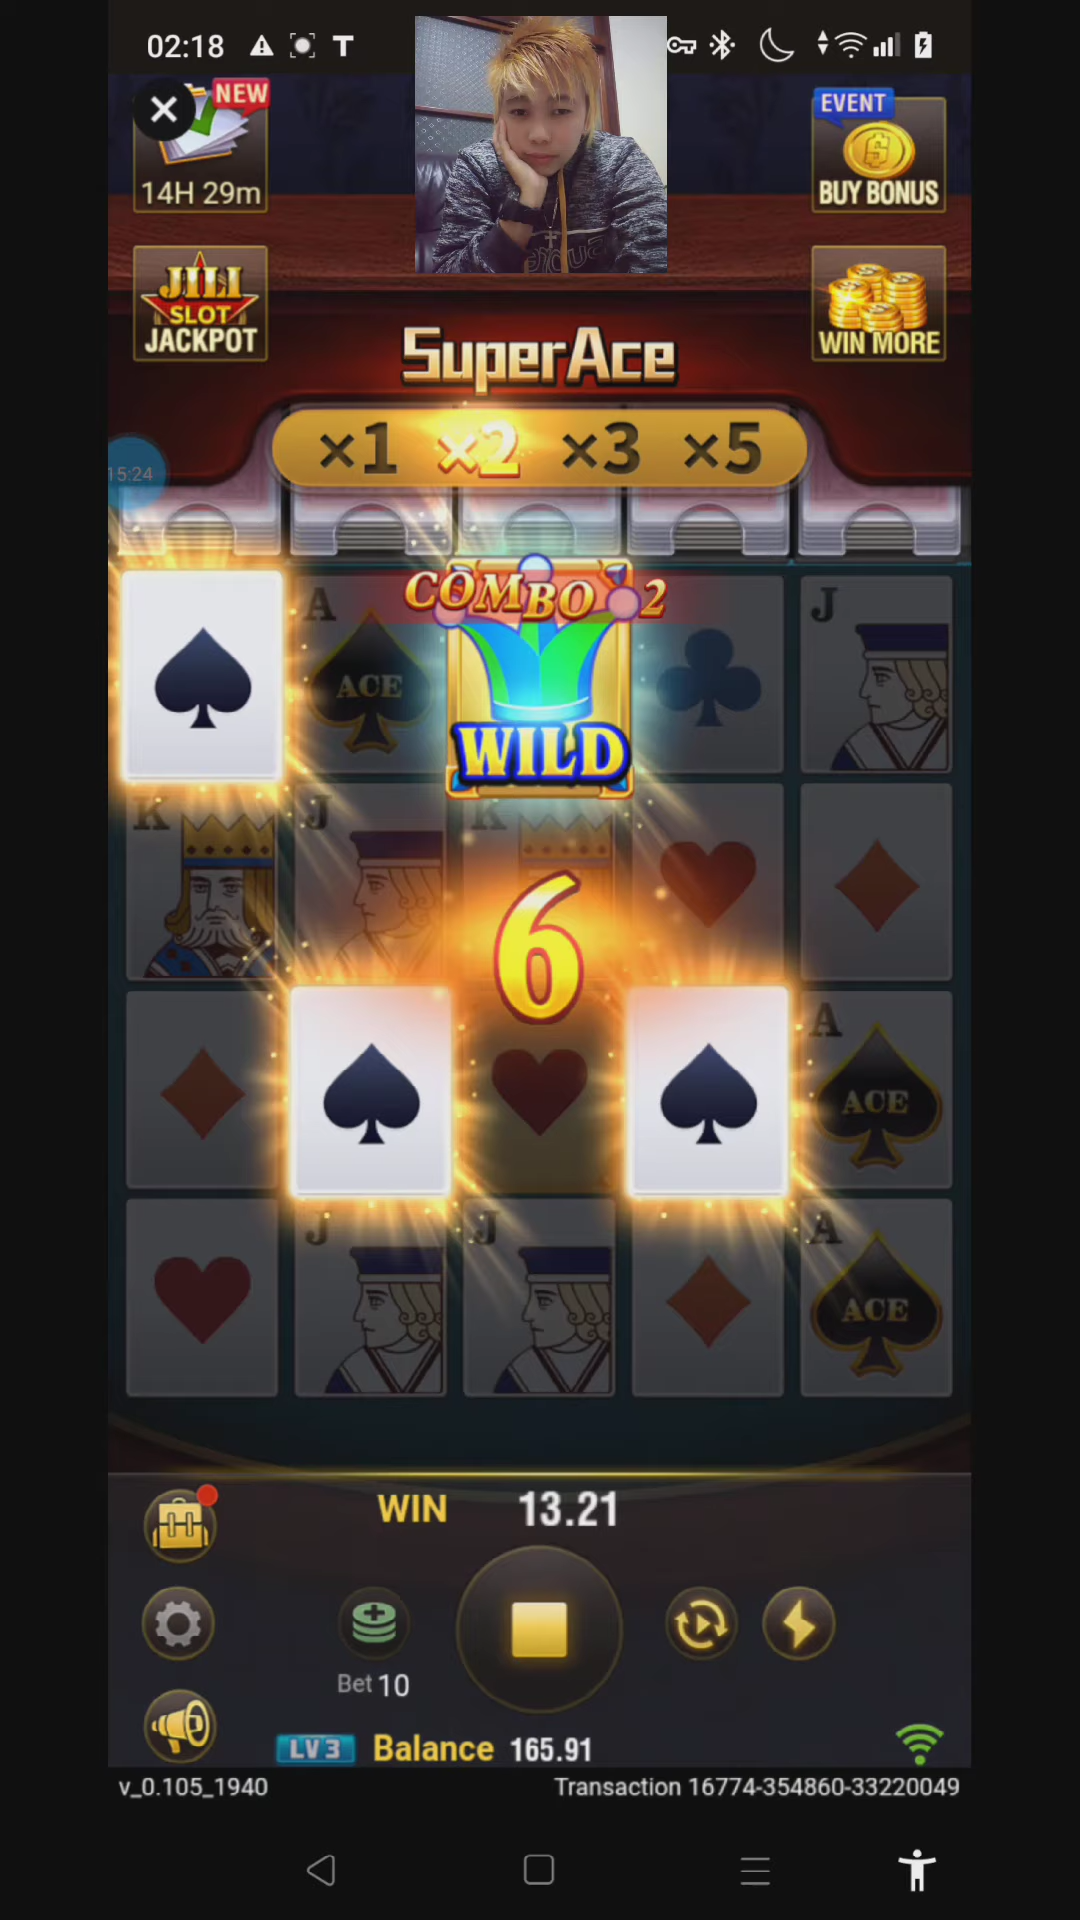 02:18
NEW
14H 29m
EVENT
BUY BONUS
JILI
SLOT
JACKPOT
WIN MORE
SuperAce
×1 ×2 ×3 ×5
15:24
COMBO 2
A
ACE
J
WILD
K
J
K
6
A
ACE
J
J
A
ACE
WIN 13.21
Bet 10
LV 3 Balance 165.91
v_0.105_1940
Transaction 16774-354860-33220049